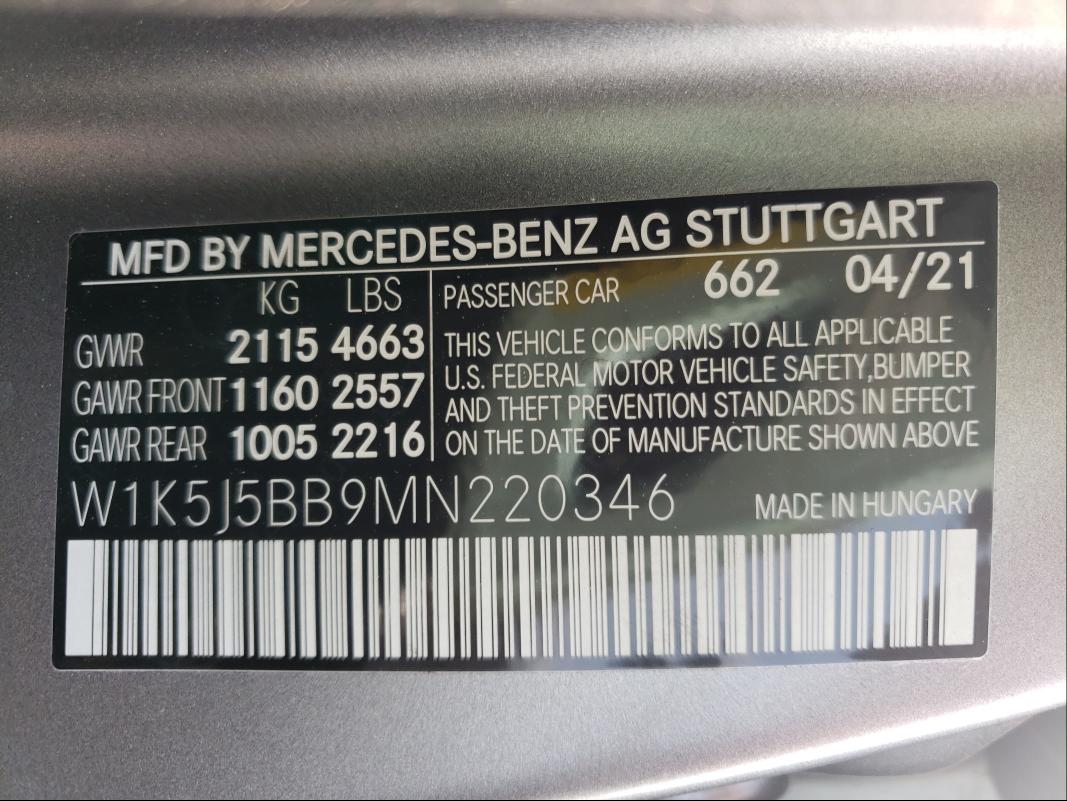 MFD BY MERCEDES-BENZ AG STUTTGART
KG LBS
GVWR 2115 4663
GAWR FRONT 1160 2557
GAWR REAR 1005 2216
PASSENGER CAR 662 04/21
THIS VEHICLE CONFORMS TO ALL APPLICABLE
U.S. FEDERAL MOTOR VEHICLE SAFETY,BUMPER
AND THEFT PREVENTION STANDARDS IN EFFECT
ON THE DATE OF MANUFACTURE SHOWN ABOVE
W1K5J5BB9MN220346 MADE IN HUNGARY